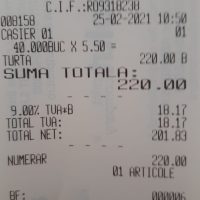 C.I.F.:RO9318238
008158 25-02-2021 10:50
CASIER 01 01
40.000BUC X 5.50 =
TURTA 220.00 B
SUMA TOTALA:
220.00
- - - -
9.00% TVA*B 18.17
TOTAL TVA: 18.17
TOTAL NET: 201.83
- - - -
NUMERAR 220.00
01 ARTICOLE
BF: 000006